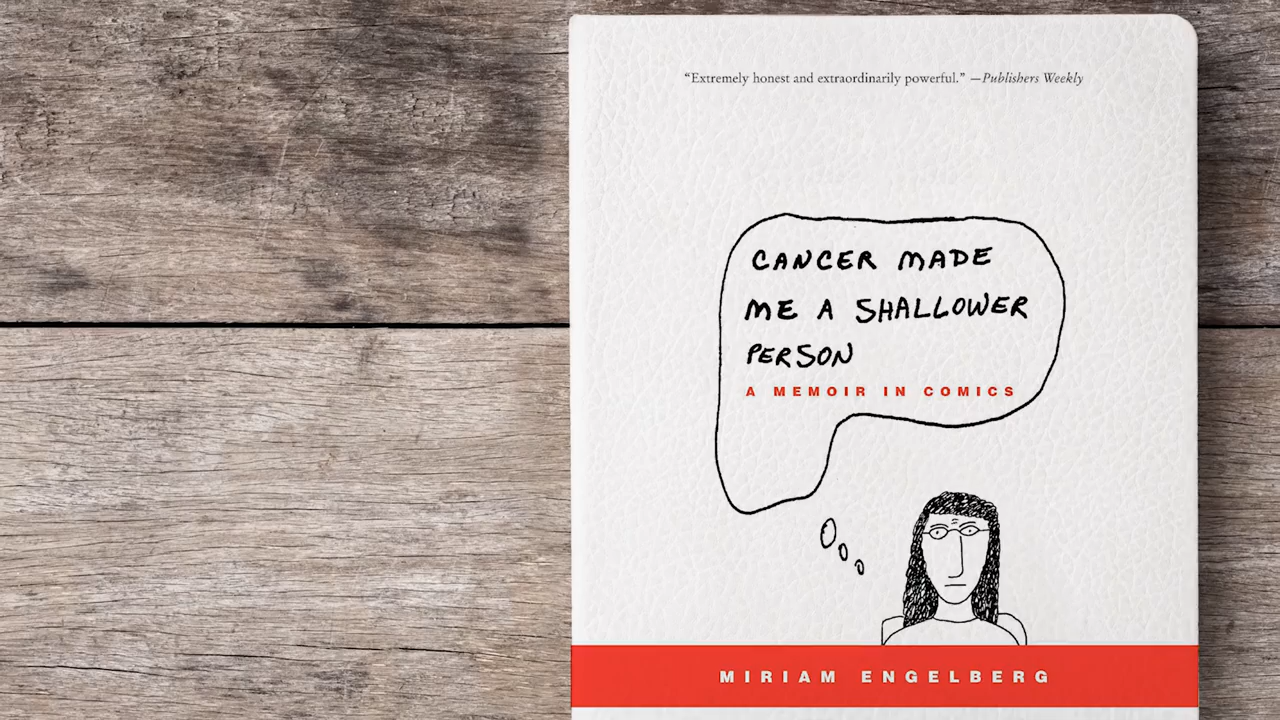 “Extremely honest and extraordinarily powerful.” —Publishers Weekly
CANCER MADE
ME A SHALLOWER
PERSON
A MEMOIR IN COMICS
MIRIAM ENGELBERG